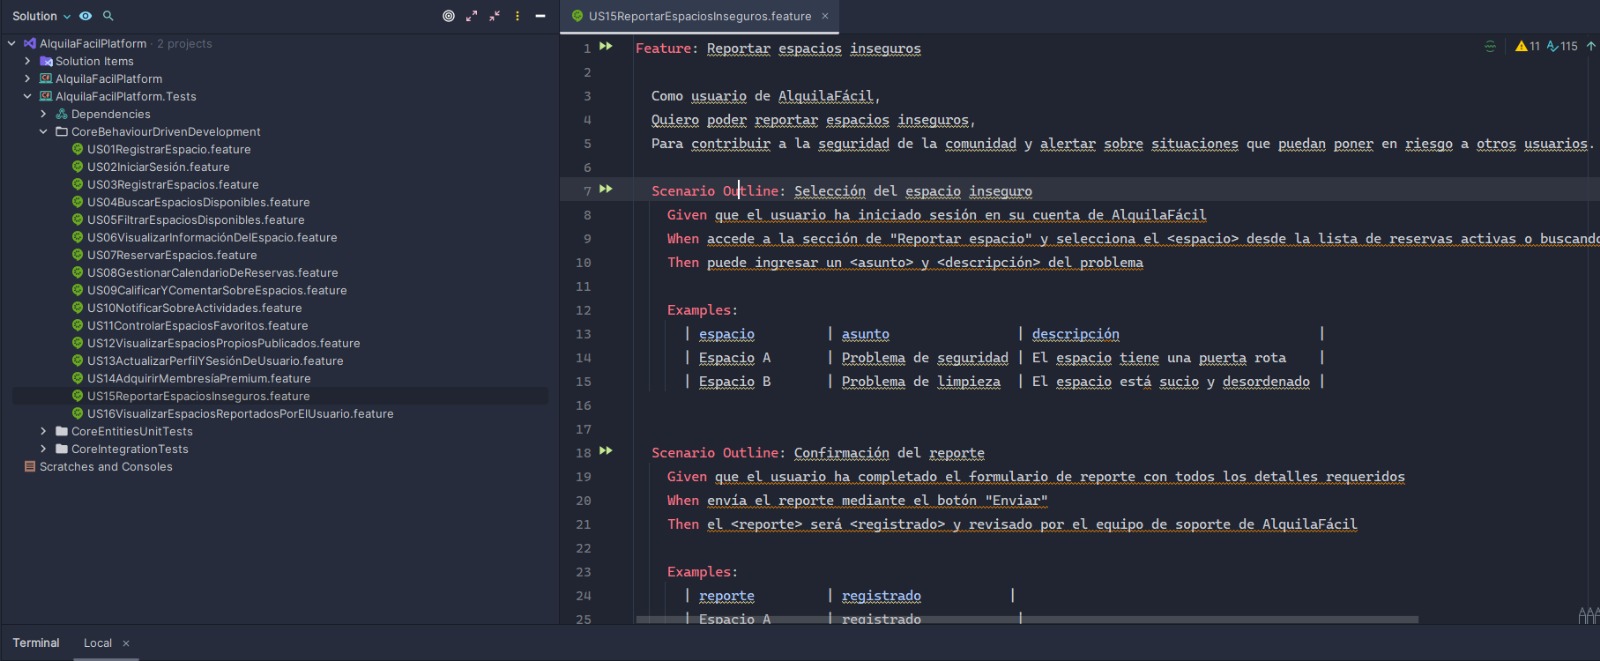 Solution
AlquilaFacilPlatform · 2 projects
Solution Items
AlquilaFacilPlatform
AlquilaFacilPlatform.Tests
Dependencies
CoreBehaviourDrivenDevelopment
US01RegistrarEspacio.feature
US02IniciarSesión.feature
US03RegistrarEspacios.feature
US04BuscarEspaciosDisponibles.feature
US05FiltrarEspaciosDisponibles.feature
US06VisualizarInformaciónDelEspacio.feature
US07ReservarEspacios.feature
US08GestionarCalendarioDeReservas.feature
US09CalificarYComentarSobreEspacios.feature
US10NotificarSobreActividades.feature
US11ControlarEspaciosFavoritos.feature
US12VisualizarEspaciosPropiosPublicados.feature
US13ActualizarPerfilYSesiónDeUsuario.feature
US14AdquirirMembresíaPremium.feature
US15ReportarEspaciosInseguros.feature
US16VisualizarEspaciosReportadosPorElUsuario.feature
CoreEntitiesUnitTests
CoreIntegrationTests
Scratches and Consoles
US15ReportarEspaciosInseguros.feature ×
11 115
1 Feature: Reportar espacios inseguros
2
3 Como usuario de AlquilaFácil,
4 Quiero poder reportar espacios inseguros,
5 Para contribuir a la seguridad de la comunidad y alertar sobre situaciones que puedan poner en riesgo a otros usuarios.
6
7 Scenario Outline: Selección del espacio inseguro
8 Given que el usuario ha iniciado sesión en su cuenta de AlquilaFácil
9 When accede a la sección de "Reportar espacio" y selecciona el <espacio> desde la lista de reservas activas o buscando
10 Then puede ingresar un <asunto> y <descripción> del problema
11
12 Examples:
13 | espacio | asunto | descripción |
14 | Espacio A | Problema de seguridad | El espacio tiene una puerta rota |
15 | Espacio B | Problema de limpieza | El espacio está sucio y desordenado |
16
17
18 Scenario Outline: Confirmación del reporte
19 Given que el usuario ha completado el formulario de reporte con todos los detalles requeridos
20 When envía el reporte mediante el botón "Enviar"
21 Then el <reporte> será <registrado> y revisado por el equipo de soporte de AlquilaFácil
22
23 Examples:
24 | reporte | registrado |
25 | Espacio A | registrado |
Terminal Local ×